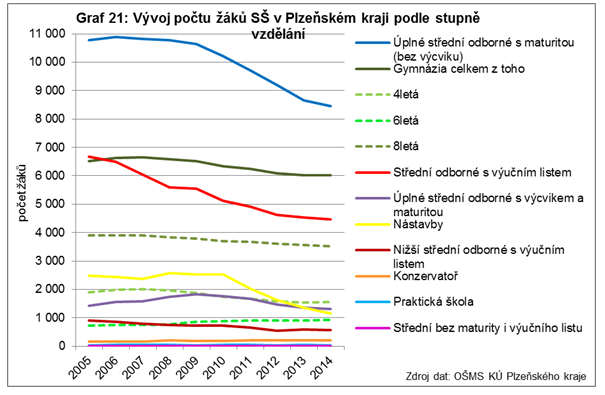 Graf 21: Vývoj počtu žáků SŠ v Plzeňském kraji podle stupně
vzdělání
11 000
10 000
9 000
8 000
7 000
6 000
5 000
4 000
3 000
2 000
1 000
0
počet žáků
2005
2006
2007
2008
2009
2010
2011
2012
2013
2014
Úplné střední odborné s maturitou
(bez výcviku)
Gymnázia celkem z toho
4letá
6letá
8letá
Střední odborné s výučním listem
Úplné střední odborné s výcvikem a
maturitou
Nástavby
Nižší střední odborné s výučním
listem
Konzervatoř
Praktická škola
Střední bez maturity i výučního listu
Zdroj dat: OŠMS KÚ Plzeňského kraje